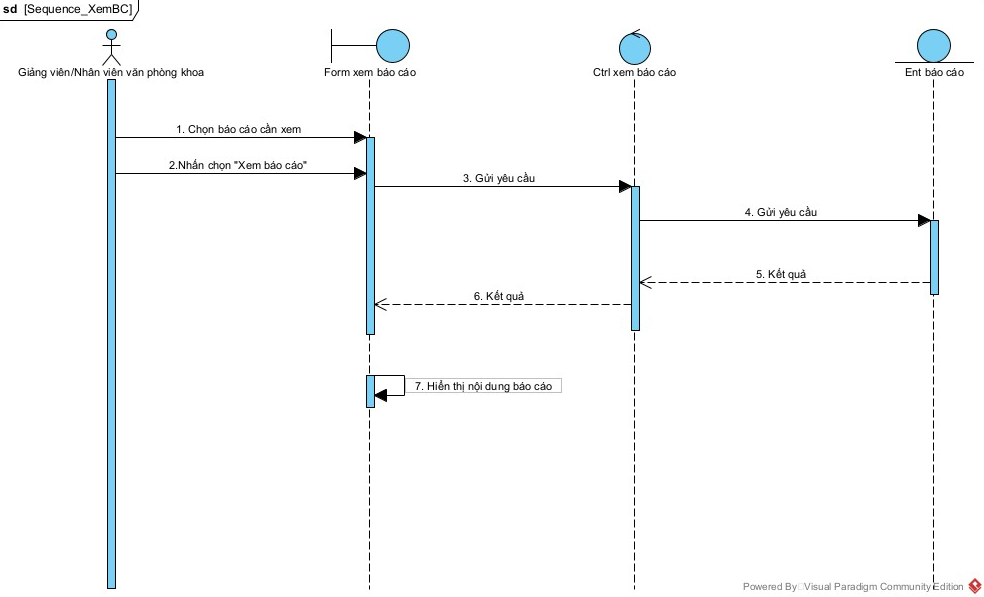 sd [Sequence_XemBC]
Giảng viên/Nhân viên văn phòng khoa
Form xem báo cáo
Ctrl xem báo cáo
Ent báo cáo
1. Chọn báo cáo cần xem
2.Nhấn chọn "Xem báo cáo"
3. Gửi yêu cầu
4. Gửi yêu cầu
5. Kết quả
6. Kết quả
7. Hiển thị nội dung báo cáo
Powered By Visual Paradigm Community Edition